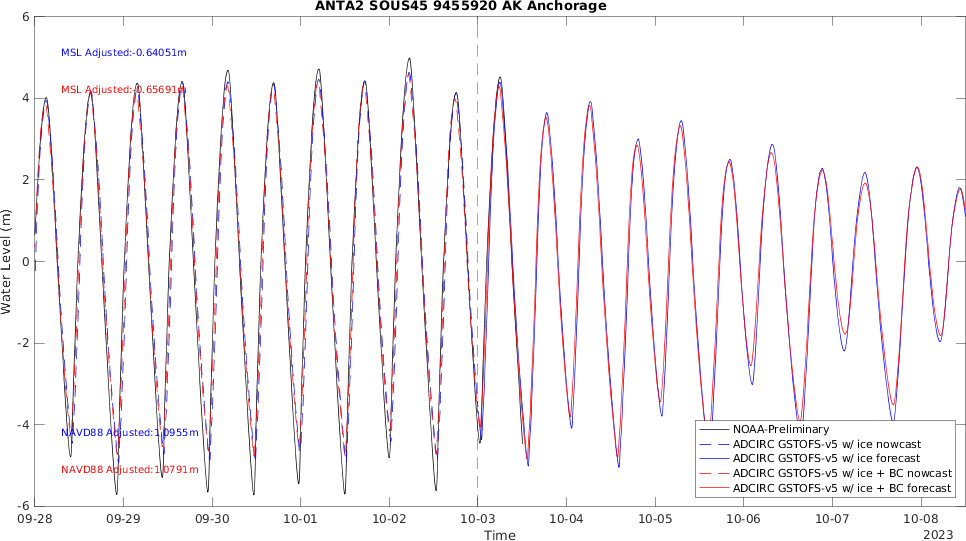 ANTA2 SOUS45 9455920 AK Anchorage
6
MSL Adjusted:-0.64051m
MSL Adjusted:-0.65691m
4
2
0
-2
-4
-6
Water Level (m)
NAVD88 Adjusted:1.0955m
NAVD88 Adjusted:1.0791m
NOAA-Preliminary
ADCIRC GSTOFS-v5 w/ ice nowcast
ADCIRC GSTOFS-v5 w/ ice forecast
ADCIRC GSTOFS-v5 w/ ice + BC nowcast
ADCIRC GSTOFS-v5 w/ ice + BC forecast
09-28 09-29 09-30 10-01 10-02 10-03 10-04 10-05 10-06 10-07 10-08
Time
2023